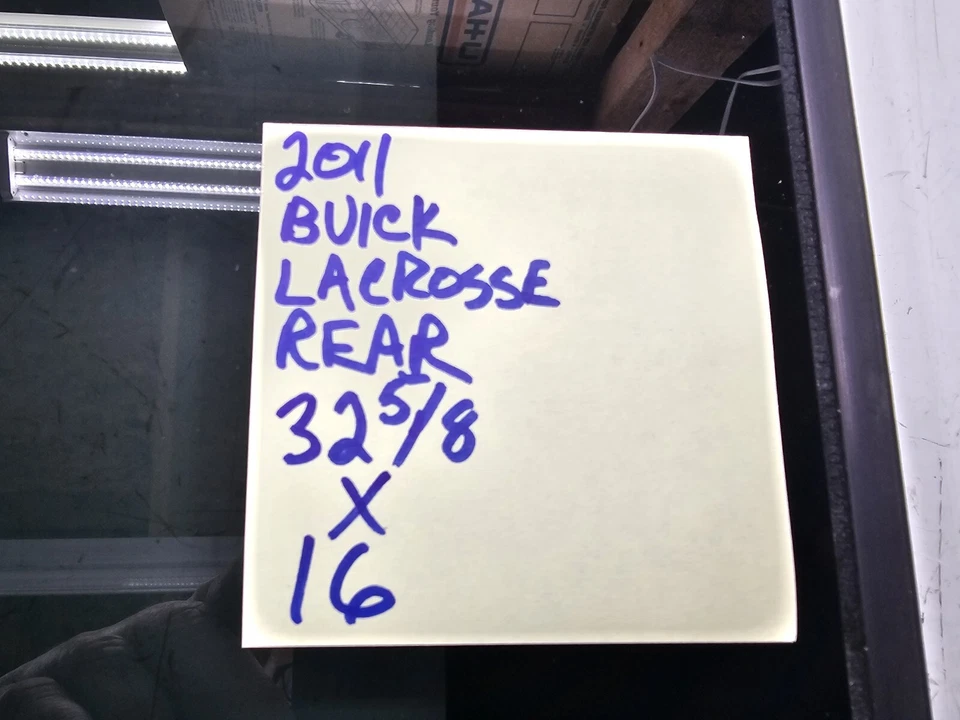 2011
BUICK
LACROSSE
REAR
32 5/8
X
16